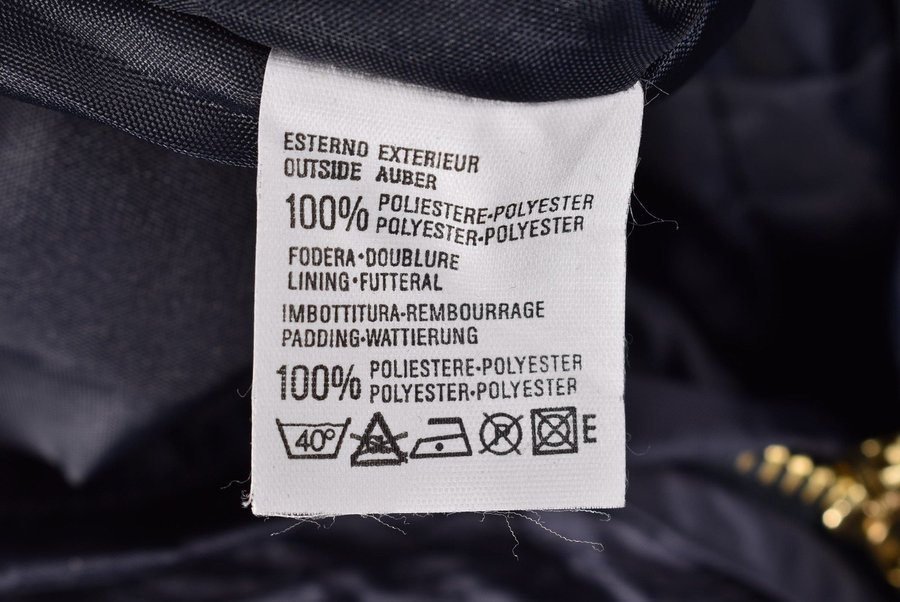 ESTERNO EXTERIEUR
OUTSIDE AUBER
100% POLIESTERE-POLYESTER
POLYESTER-POLYESTER
FODERA•DOUBLURE
LINING•FUTTERAL
IMBOTTITURA-REMBOURRAGE
PADDING•WATTIERUNG
100% POLIESTERE•POLYESTER
POLYESTER-POLYESTER
40° CL P E